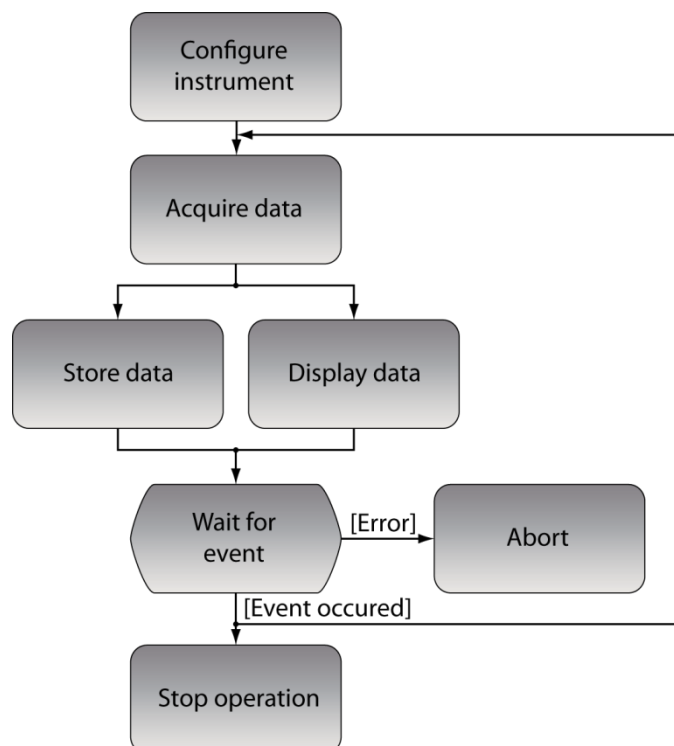 Configure
instrument
Acquire data
Store data
Display data
Wait for
event
[Error]
Abort
[Event occured]
Stop operation